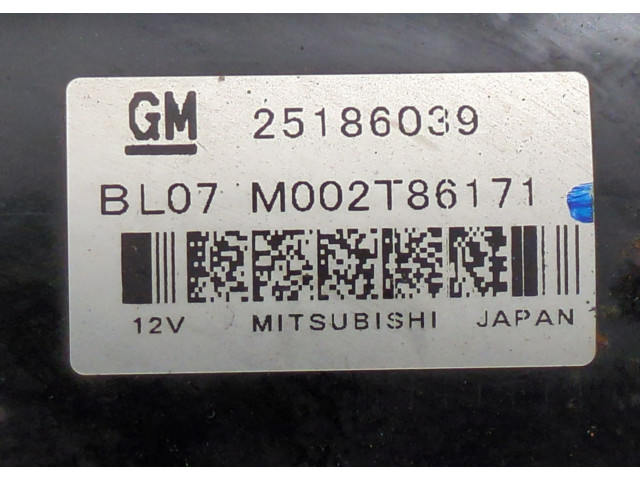 GM 25186039
BL07 M002T86171
12V MITSUBISHI JAPAN